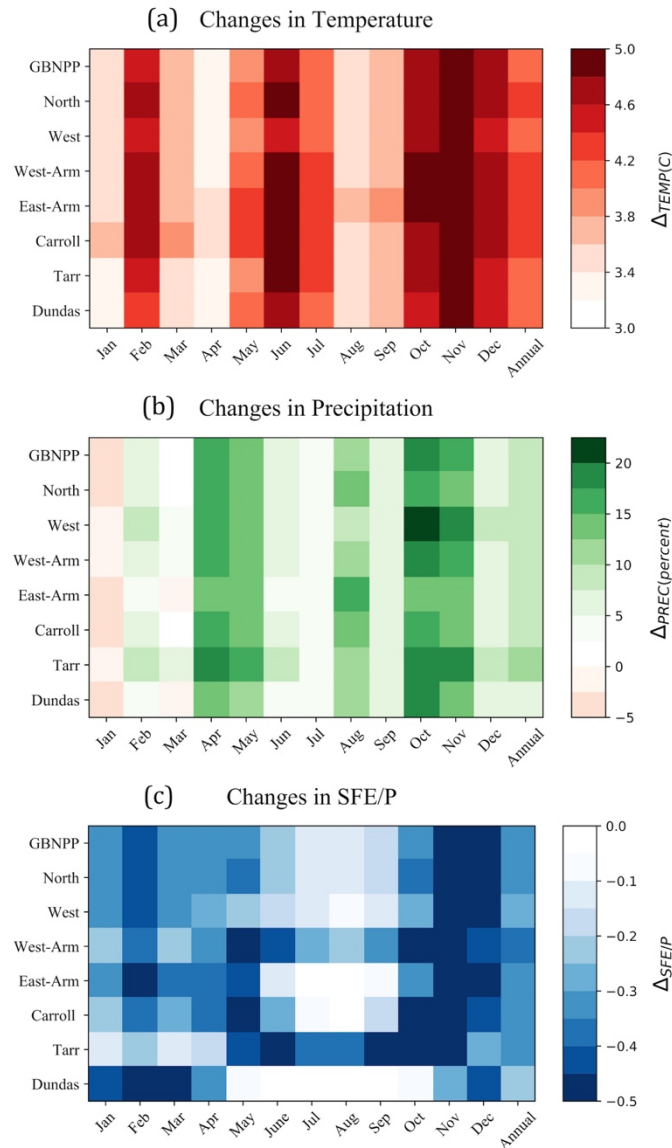 (a) Changes in Temperature
GBNPP
North
West
West-Arm
East-Arm
Carroll
Tarr
Dundas
Jan Feb Mar Apr May Jun Jul Aug Sep Oct Nov Dec Annual
5.0
4.6
4.2
3.8
3.4
3.0
Δ_TEMP(C)
(b) Changes in Precipitation
GBNPP
North
West
West-Arm
East-Arm
Carroll
Tarr
Dundas
Jan Feb Mar Apr May Jun Jul Aug Sep Oct Nov Dec Annual
20
15
10
5
0
−5
Δ_PREC(percent)
(c) Changes in SFE/P
GBNPP
North
West
West-Arm
East-Arm
Carroll
Tarr
Dundas
Jan Feb Mar Apr May June Jul Aug Sep Oct Nov Dec Annual
0.0
−0.1
−0.2
−0.3
−0.4
−0.5
Δ_SFE/P